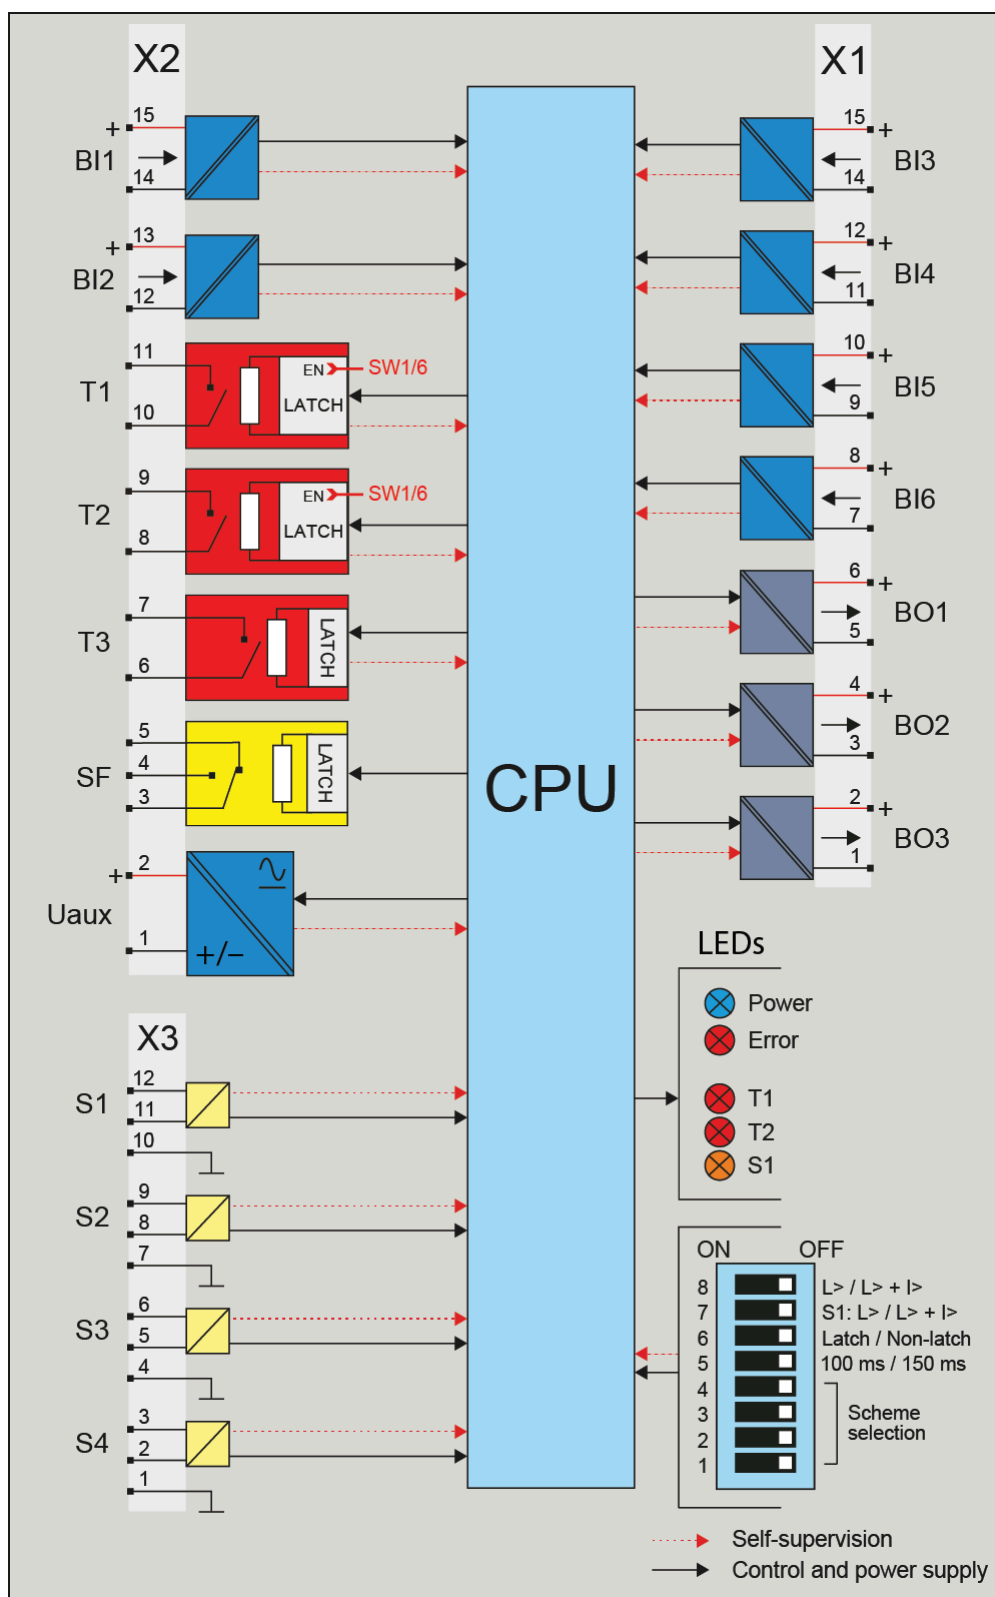 X2
15
+
BI1
14
13
+
BI2
12
11
T1
10
EN
SW1/6
LATCH
9
T2
8
EN
SW1/6
LATCH
7
T3
6
LATCH
5
SF
4
3
LATCH
2
+
Uaux
1
+/−
X3
12
S1
11
10
9
S2
8
7
6
S3
5
4
3
S4
2
1
CPU
X1
15
+
BI3
14
12
+
BI4
11
10
+
BI5
9
8
+
BI6
7
6
+
BO1
5
4
+
BO2
3
2
+
BO3
1
LEDs
Power
Error
T1
T2
S1
ON OFF
8 L> / L> + I>
7 S1: L> / L> + I>
6 Latch / Non-latch
5 100 ms / 150 ms
4
3 Scheme
2 selection
1
Self-supervision
Control and power supply